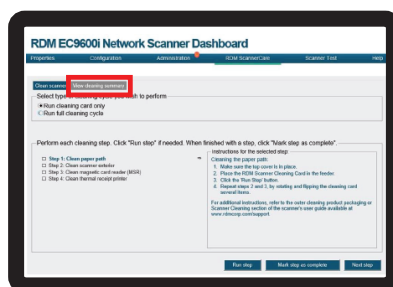 RDM EC9600i Network Scanner Dashboard
Properties Configuration Administration RDM ScannerCare Scanner Test Help
Clean scanner View cleaning summary
Select type of cleaning cycle you wish to perform
Run cleaning card only
Run full cleaning cycle
Perform each cleaning step. Click "Run step" if needed. When finished with a step, click "Mark step as complete".
Instructions for the selected step
Step 1: Clean paper path
Step 2: Clean scanner exterior
Step 3: Clean magnetic card reader (MSR)
Step 4: Clean thermal receipt printer
Cleaning the paper path:
1. Make sure the top cover is in place.
2. Place the RDM Scanner Cleaning Card in the feeder.
3. Click the 'Run Step' button
4. Repeat steps 2 and 3, by rotating and flipping the cleaning card
several times.
For additional instructions, refer to the outer cleaning product packaging or
Scanner Cleaning section of the scanner's user guide available at
www.rdmcorp.com/support.
Run step Mark step as complete Next step